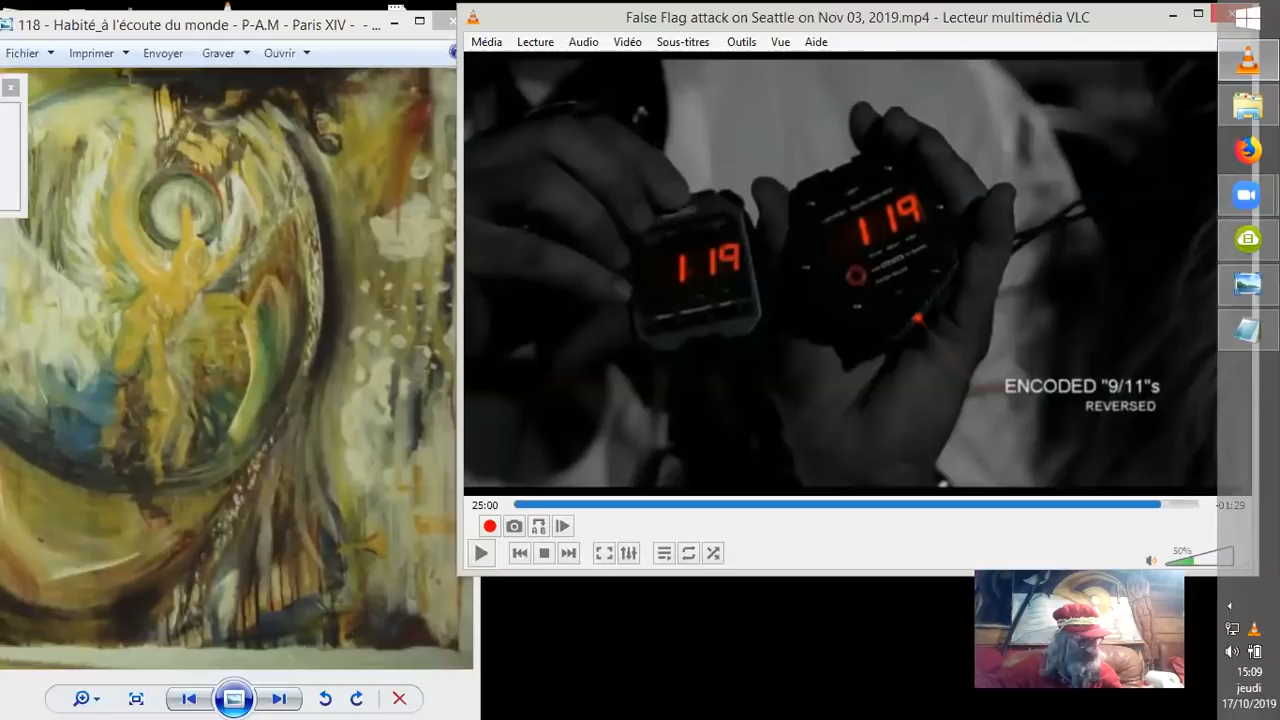 118 - Habité_à l'écoute du monde - P-A-M - Paris XIV - - ...
Fichier Imprimer Envoyer Graver Ouvrir
False Flag attack on Seattle on Nov 03, 2019.mp4 - Lecteur multimédia VLC
Média Lecture Audio Vidéo Sous-titres Outils Vue Aide
1 19
1 19
ENCODED "9/11"s
REVERSED
25:00
-01:29
50%
15:09
jeudi
17/10/2019